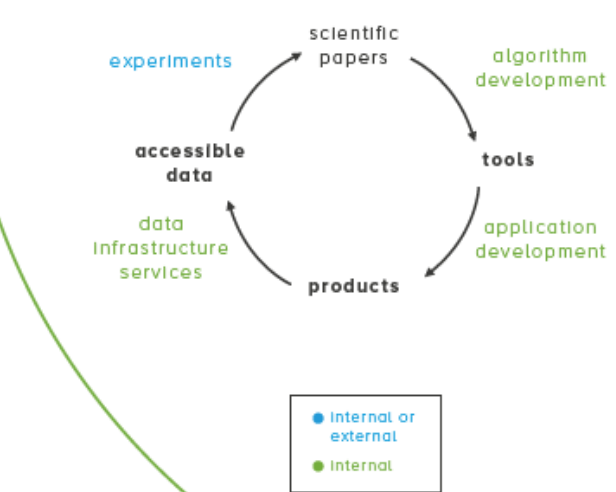 scientific
papers
experiments
algorithm
development
accessible
data
tools
data
infrastructure
services
application
development
products
internal or
external
internal